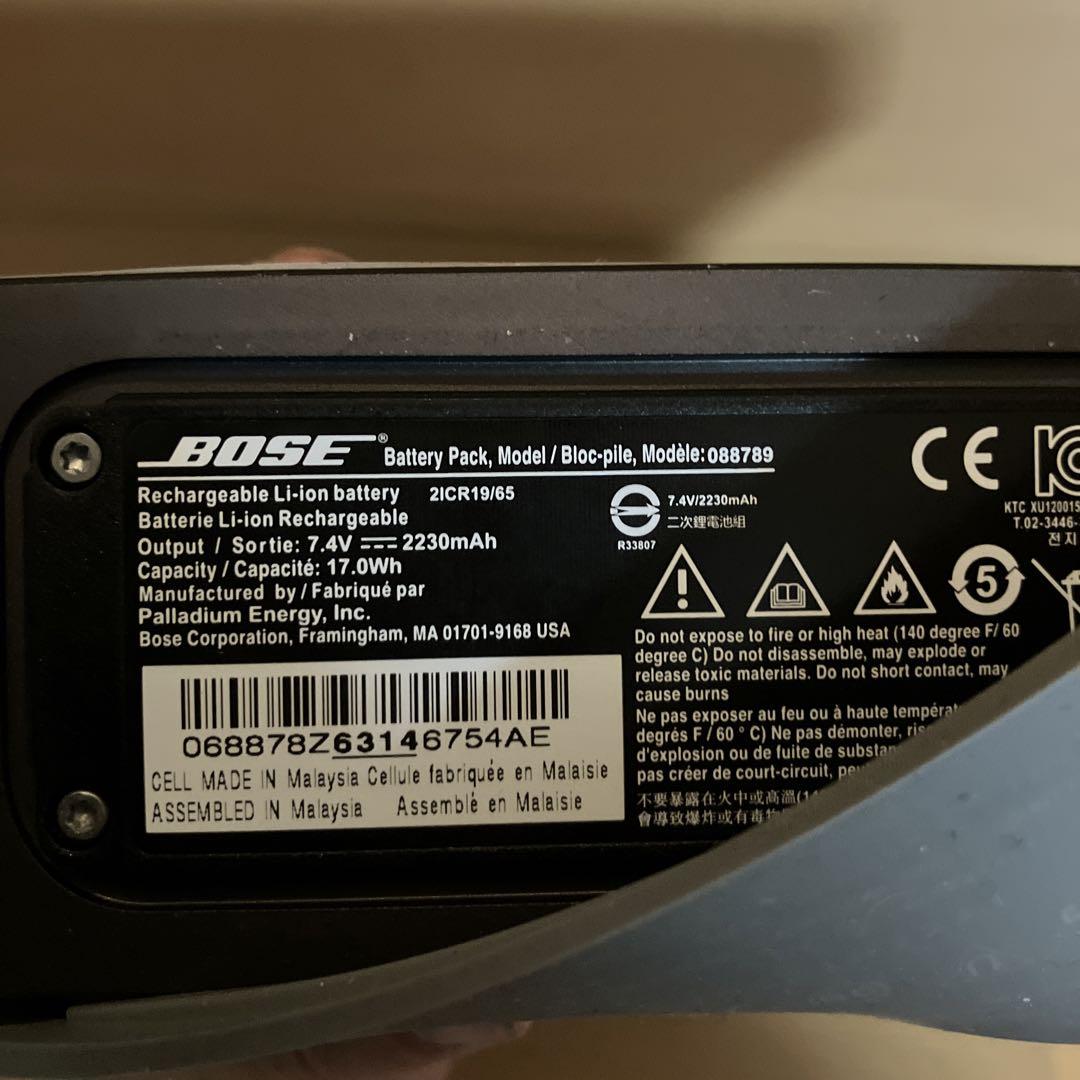 BOSE® Battery Pack, Model / Bloc-pile, Modèle: 088789
Rechargeable Li-ion battery 2ICR19/65
Batterie Li-ion Rechargeable
Output / Sortie: 7.4V ⎓ 2230mAh
Capacity / Capacité: 17.0Wh
Manufactured by / Fabriqué par
Palladium Energy, Inc.
Bose Corporation, Framingham, MA 01701-9168 USA
068878Z63146754AE
CELL MADE IN Malaysia Cellule fabriquée en Malaisie
ASSEMBLED IN Malaysia Assemblé en Malaisie
7.4V/2230mAh
二次鋰電池組
R33807
CE
KTC XU120015
T.02-3446-
전지
5
Do not expose to fire or high heat (140 degree F/ 60
degree C) Do not disassemble, may explode or
release toxic materials. Do not short contact, may
cause burns
Ne pas exposer au feu ou à haute
degrés F / 60 ° C) Ne pas démonter,
d'explosion ou de fuite de
pas créer de court-circuit,
不要暴露在火中或高溫(14
會導致爆炸或有毒物